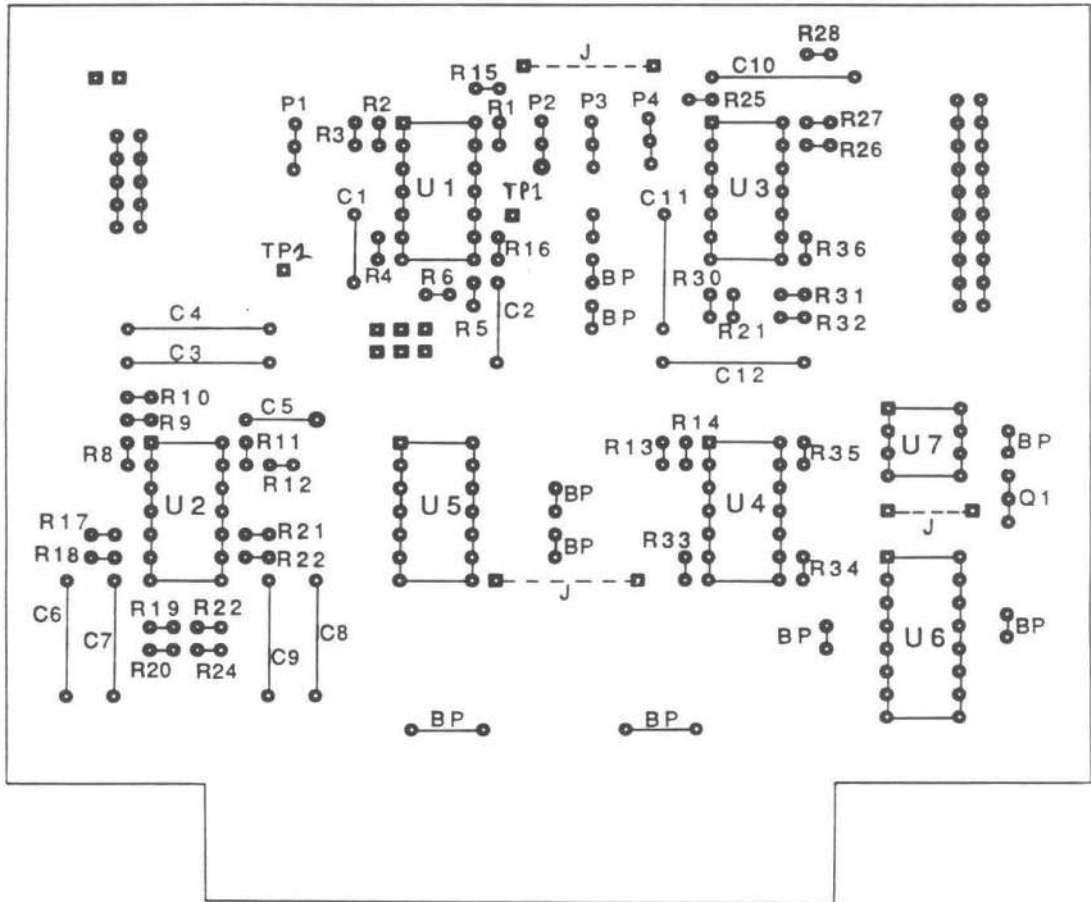 R28
J
C10
R15
R25
P1
R2
R1
P2
P3
P4
R3
R27
R26
U1
U3
C1
TP1
C11
TP2
R4
R16
R36
R6
BP
R30
R31
C4
R5
C2
BP
R21
R32
C3
C12
R10
C5
R9
R8
R11
R13
R14
R35
U7
BP
R12
U2
U5
BP
U4
Q1
R17
R21
BP
R33
J
R18
R22
J
R34
C6
C7
R19
R22
C9
C8
BP
U6
BP
R20
R24
BP
BP